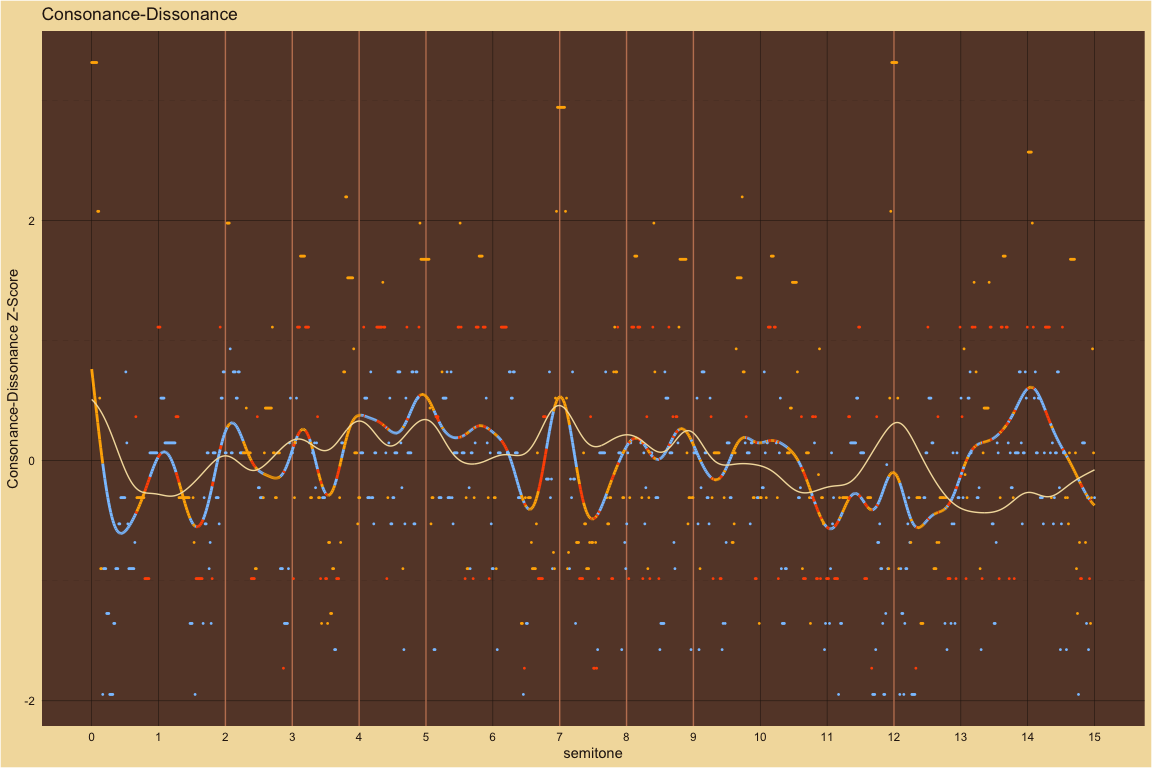 Consonance-Dissonance
Consonance-Dissonance Z-Score
2
0
-2
0 1 2 3 4 5 6 7 8 9 10 11 12 13 14 15
semitone